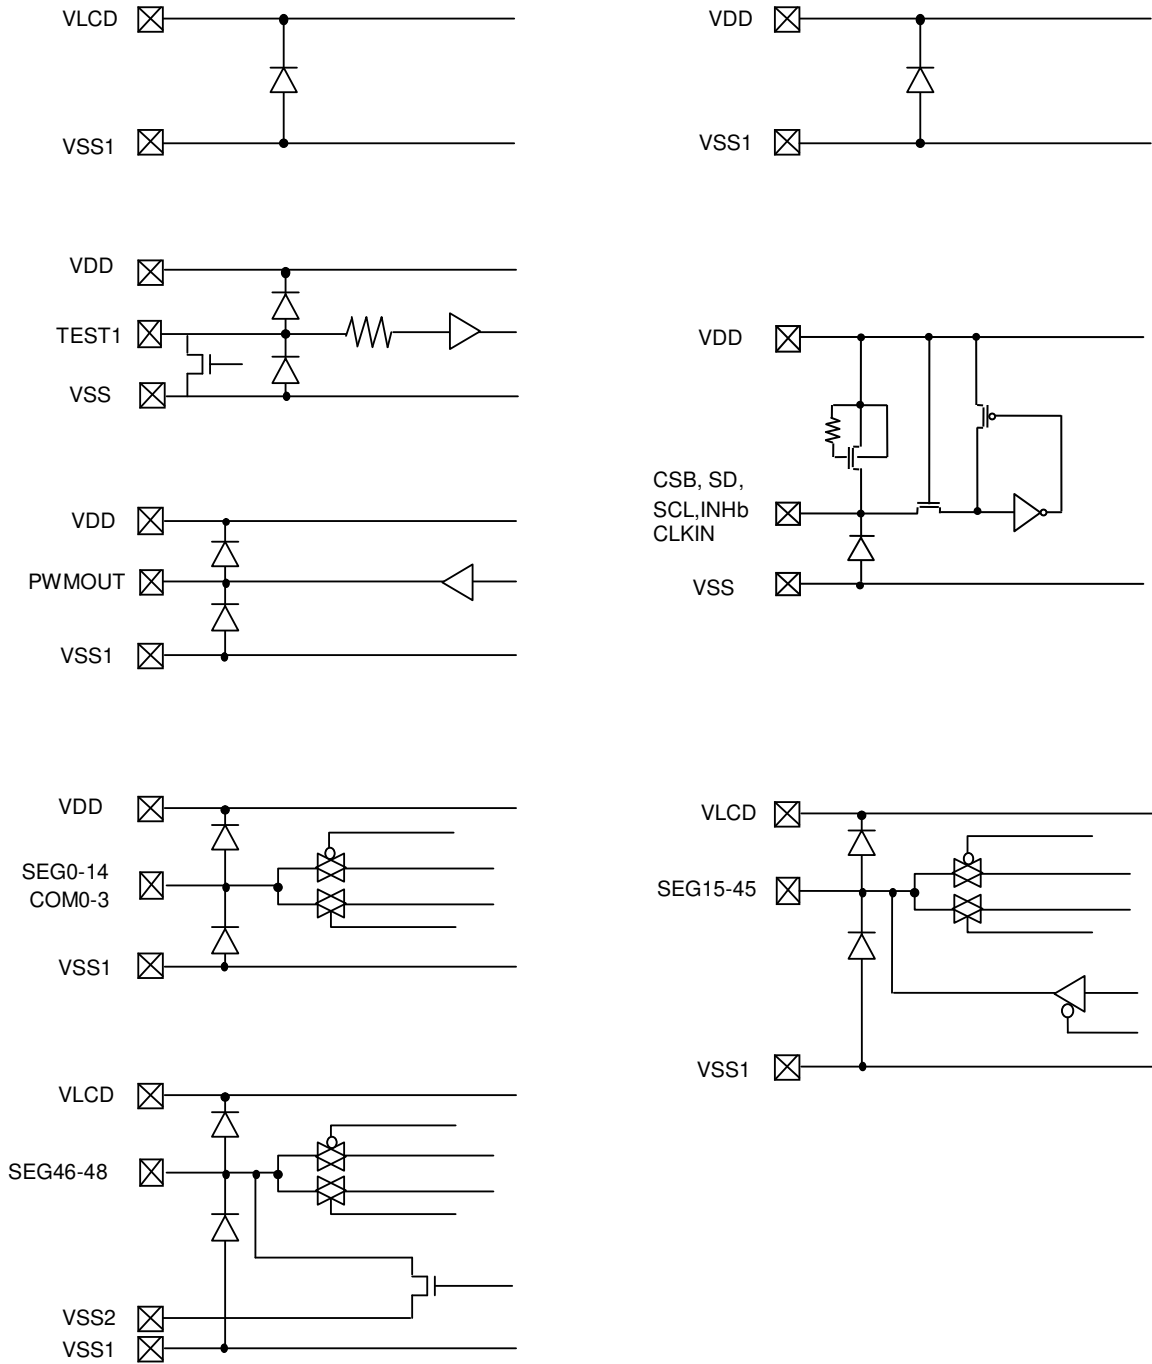 VLCD
VSS1
VDD
VSS1
VDD
TEST1
VSS
VDD
CSB, SD,
SCL,INHb
CLKIN
VSS
VDD
PWMOUT
VSS1
VDD
SEG0-14
COM0-3
VSS1
VLCD
SEG15-45
VSS1
VLCD
SEG46-48
VSS2
VSS1